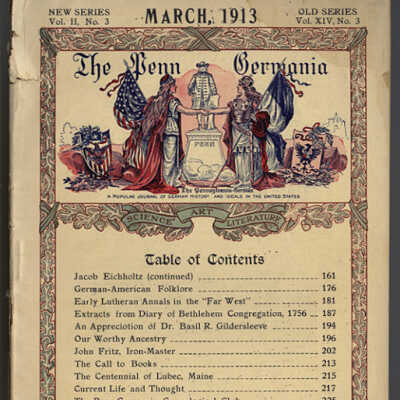 NEW SERIES
Vol. II, No. 3
MARCH, 1913
OLD SERIES
Vol. XIV, No. 3
The Penn Germania
PENN
The Pennsylvania-German
A POPULAR JOURNAL OF GERMAN HISTORY AND IDEALS IN THE UNITED STATES
SCIENCE ART LITERATURE
Table of Contents
Jacob Eichholtz (continued) 161
German-American Folklore 176
Early Lutheran Annals in the "Far West" 181
Extracts from Diary of Bethlehem Congregation, 1756 187
An Appreciation of Dr. Basil R. Gildersleeve 194
Our Worthy Ancestry 196
John Fritz, Iron-Master 202
The Call to Books 213
The Centennial of Lubec, Maine 215
Current Life and Thought 217